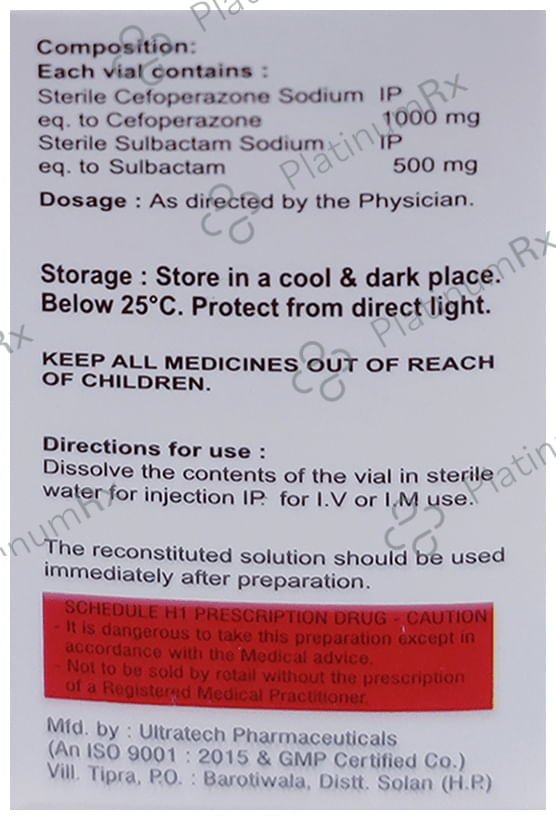 Composition:
Each vial contains :
Sterile Cefoperazone Sodium IP
eq. to Cefoperazone 1000 mg
Sterile Sulbactam Sodium IP
eq. to Sulbactam 500 mg
Dosage : As directed by the Physician.
Storage : Store in a cool & dark place.
Below 25°C. Protect from direct light.
KEEP ALL MEDICINES OUT OF REACH
OF CHILDREN.
Directions for use :
Dissolve the contents of the vial in sterile
water for injection IP. for I.V or I.M use.
The reconstituted solution should be used
immediately after preparation.
SCHEDULE H1 PRESCRIPTION DRUG - CAUTION
- It is dangerous to take this preparation except in
accordance with the Medical advice.
- Not to be sold by rotail without the prescription
of a Registered Medical Practitioner.
Mfd. by : Ultratech Pharmaceuticals
(An ISO 9001 : 2015 & GMP Certified Co.)
Vill. Tipra, P.O. : Barotiwala, Distt. Solan (H.P.)
PlatinumRx
PlatinumRx
PlatinumRx